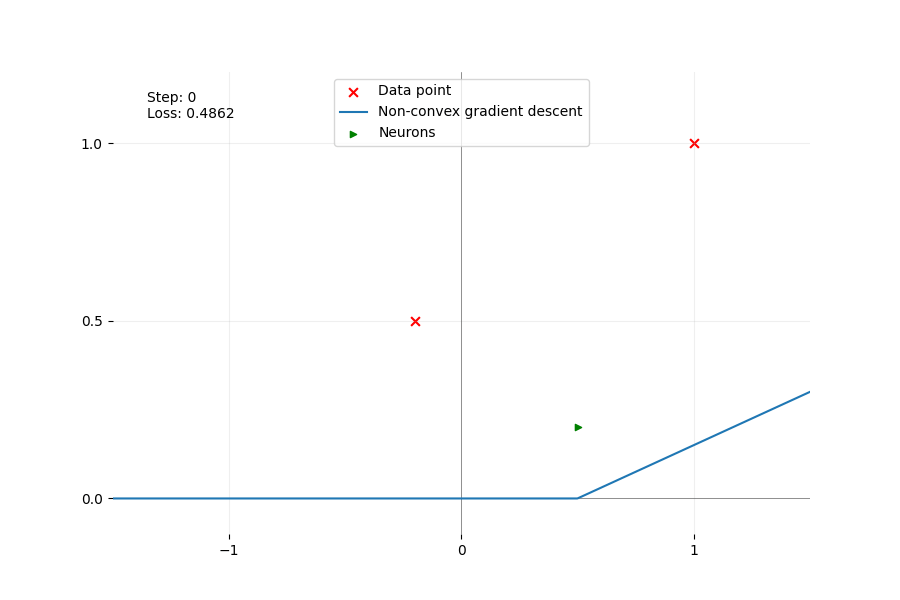 Step: 0
Loss: 0.4862
Data point
Non-convex gradient descent
Neurons
1.0
0.5
0.0
−1
0
1